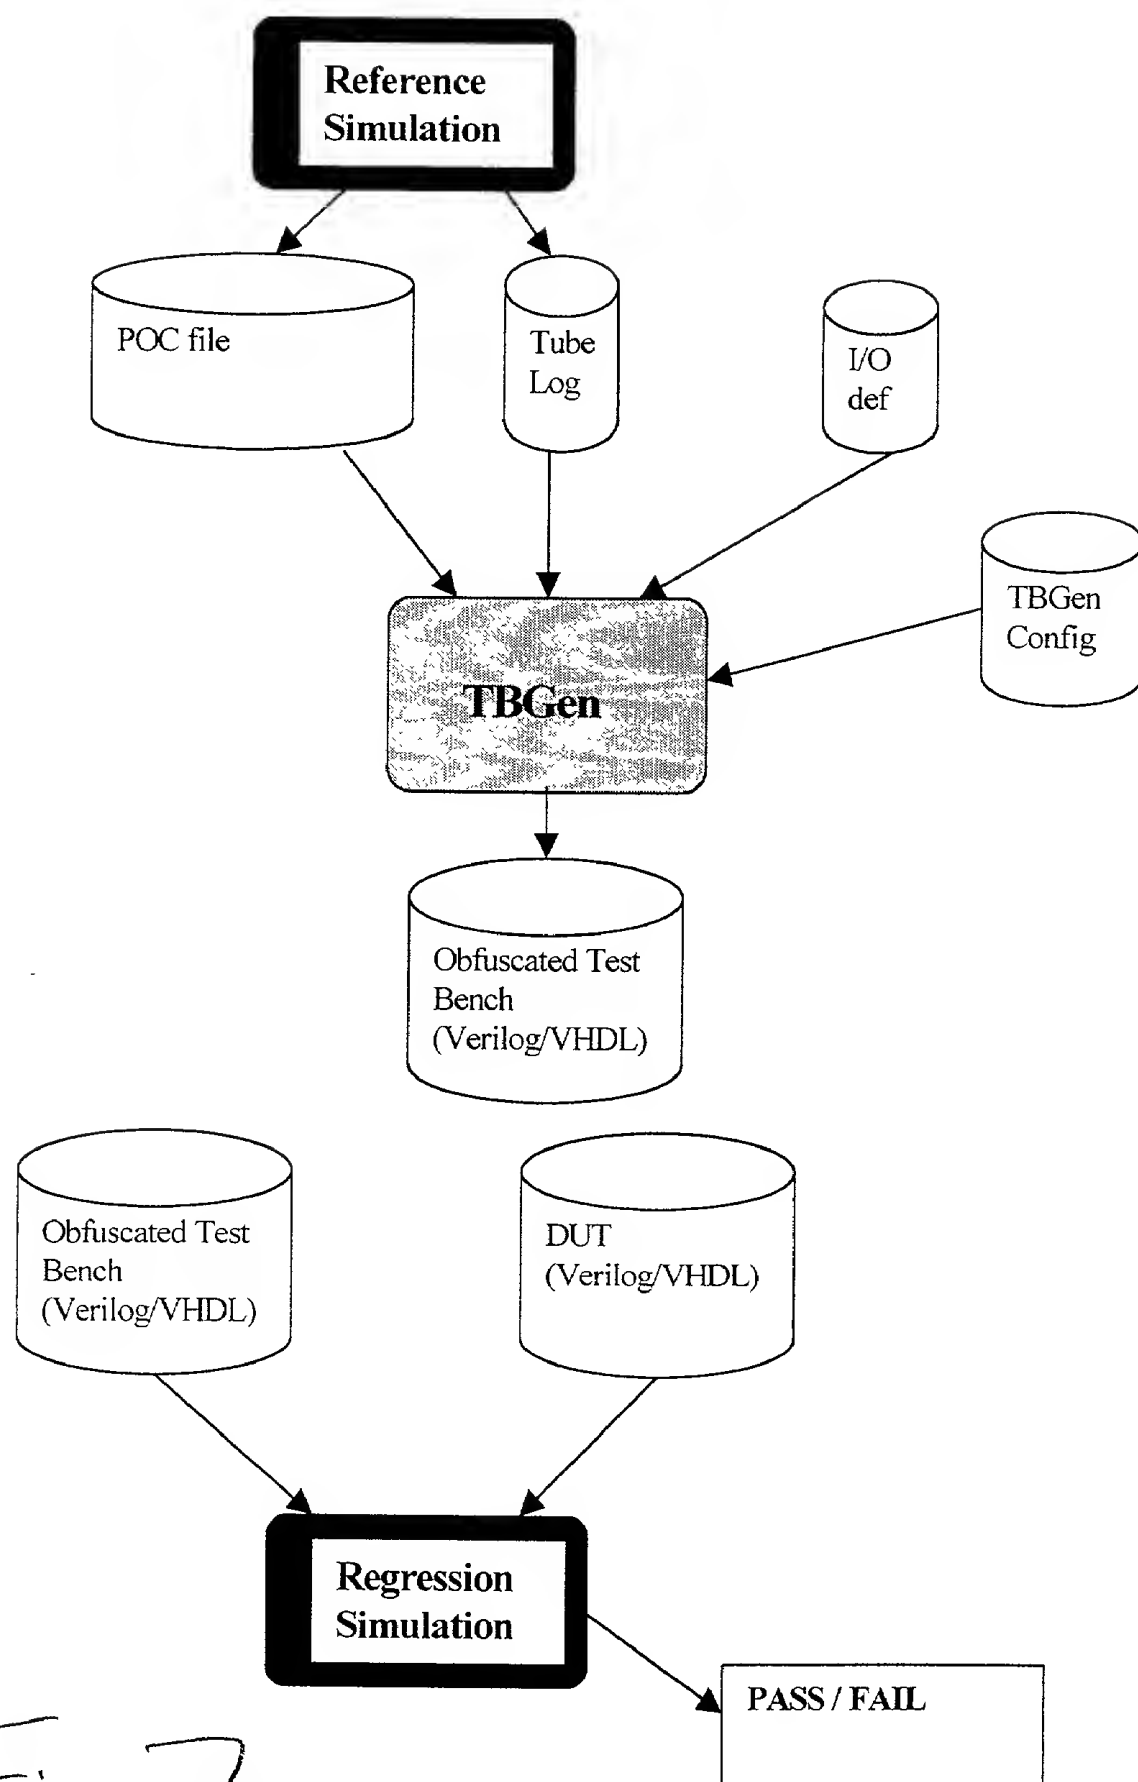 Reference
Simulation
POC file
Tube
Log
I/O
def
TBGen
Config
TBGen
Obfuscated Test
Bench
(Verilog/VHDL)
Obfuscated Test
Bench
(Verilog/VHDL)
DUT
(Verilog/VHDL)
Regression
Simulation
PASS / FAIL